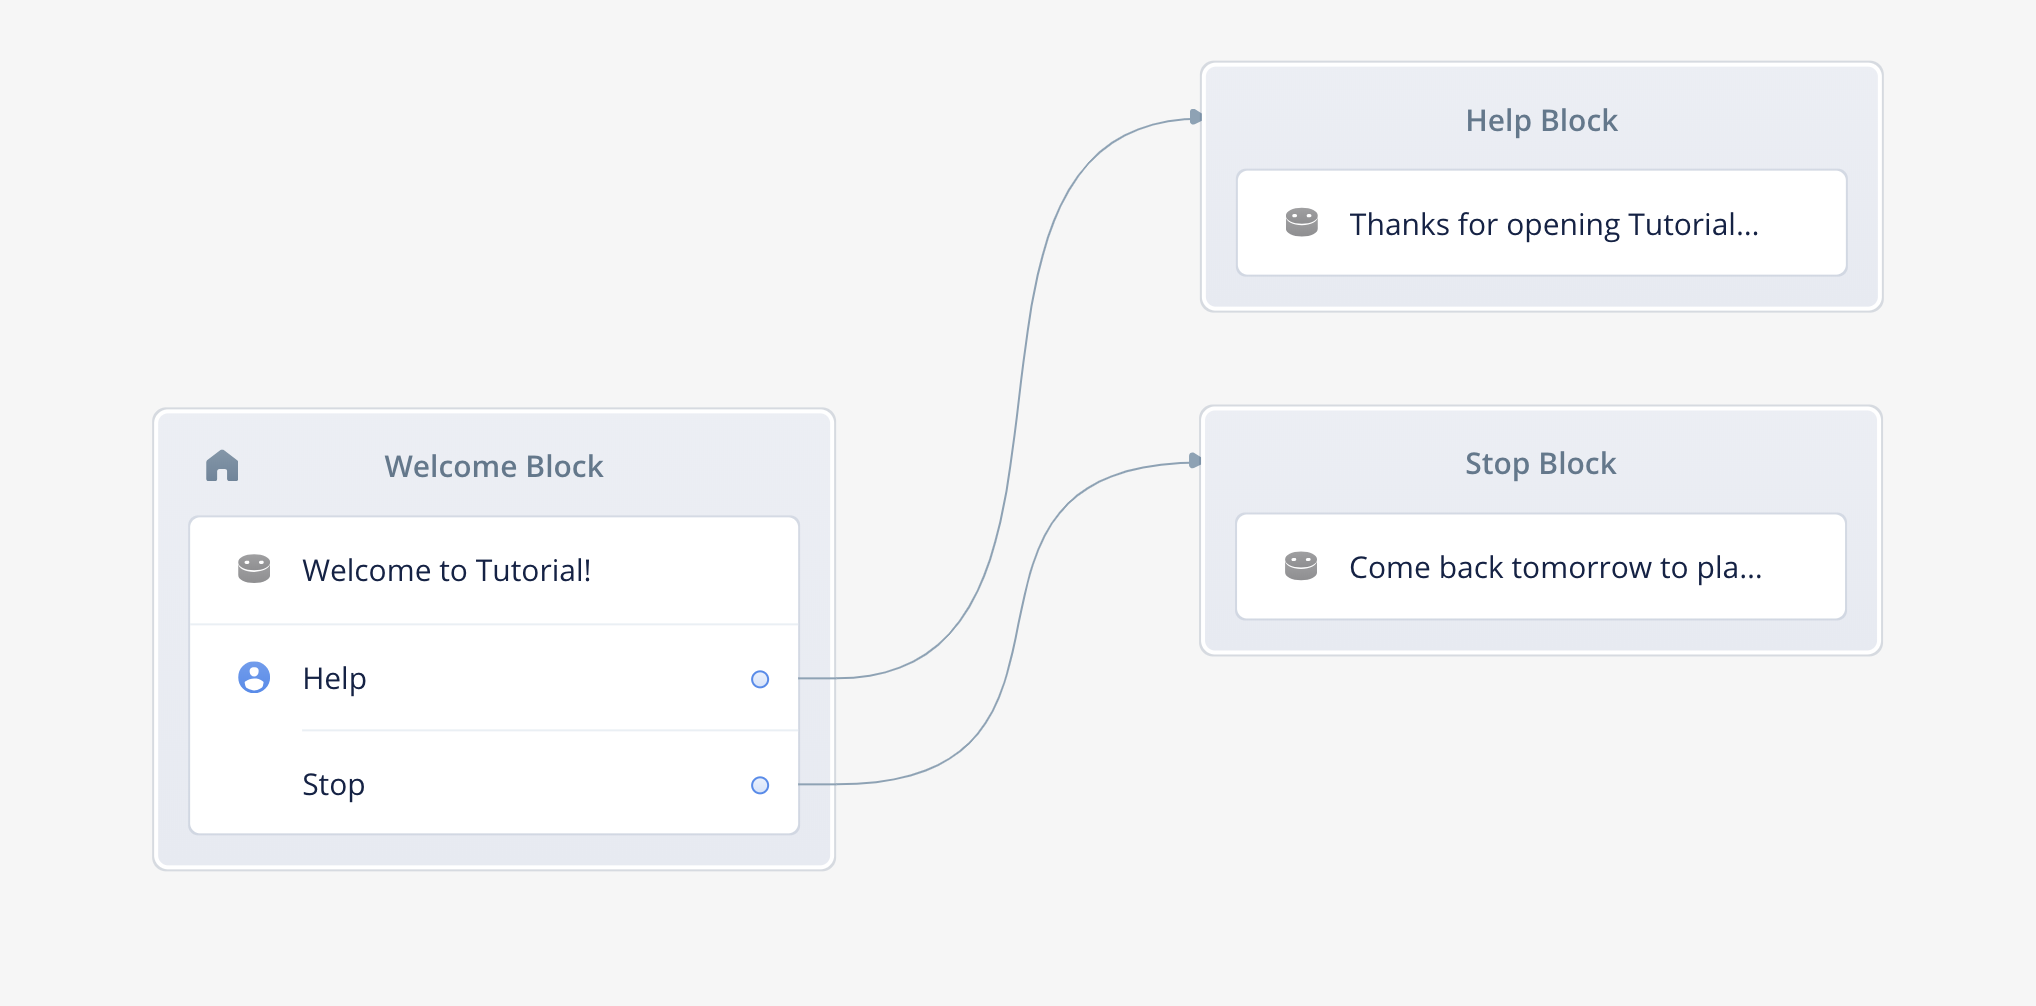 Welcome Block
Welcome to Tutorial!
Help
Stop
Help Block
Thanks for opening Tutorial...
Stop Block
Come back tomorrow to pla...